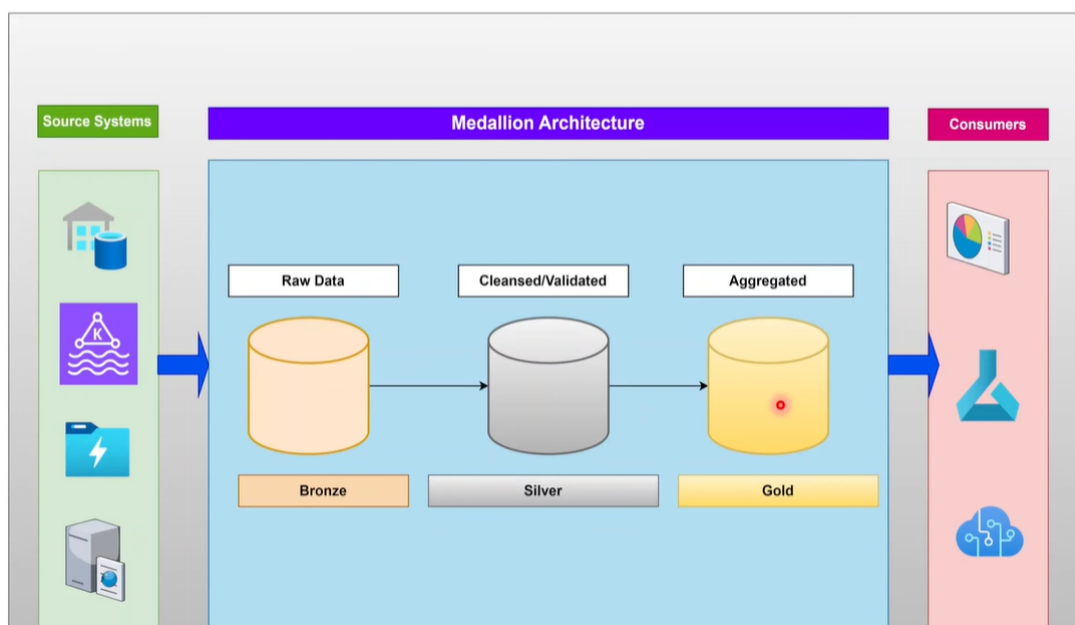 Source Systems
Medallion Architecture
Consumers
Raw Data
Cleansed/Validated
Aggregated
K
Bronze
Silver
Gold